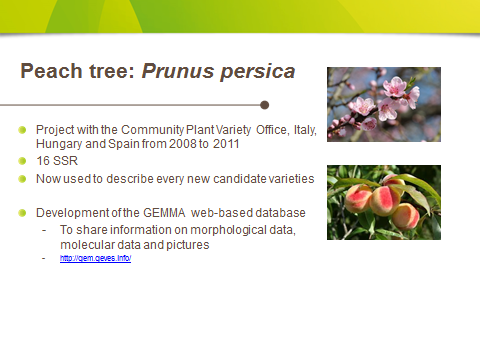 Peach tree: Prunus persica
Project with the Community Plant Variety Office, Italy,
Hungary and Spain from 2008 to 2011
16 SSR
Now used to describe every new candidate varieties
Development of the GEMMA web-based database
- To share information on morphological data,
molecular data and pictures
- http://gem.geves.info/